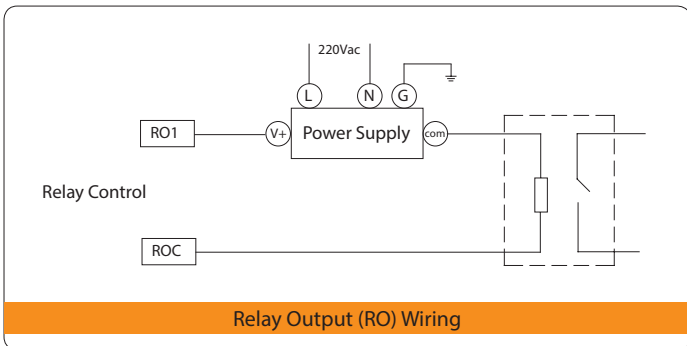 220Vac
L N G
RO1 V+ Power Supply com
Relay Control
ROC
Relay Output (RO) Wiring